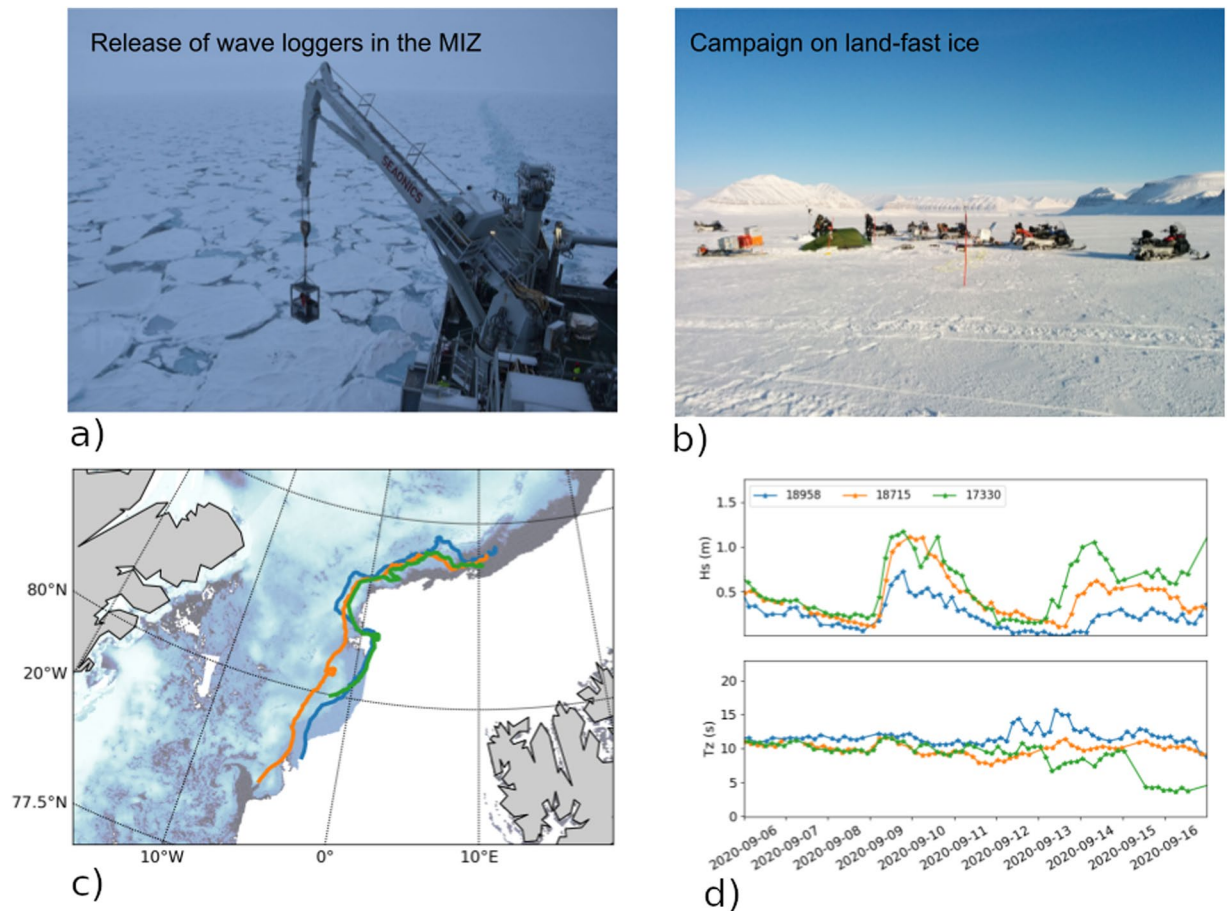 Release of wave loggers in the MIZ
SEAONICS
a)
Campaign on land-fast ice
b)
80°N
20°W
77.5°N
10°W 0° 10°E
c)
18958 18715 17330
1.5
1.0
0.5
Hs (m)
20
15
10
5
0
Tz (s)
2020-09-06 2020-09-07 2020-09-08 2020-09-09 2020-09-10 2020-09-11 2020-09-12 2020-09-13 2020-09-14 2020-09-15 2020-09-16
d)